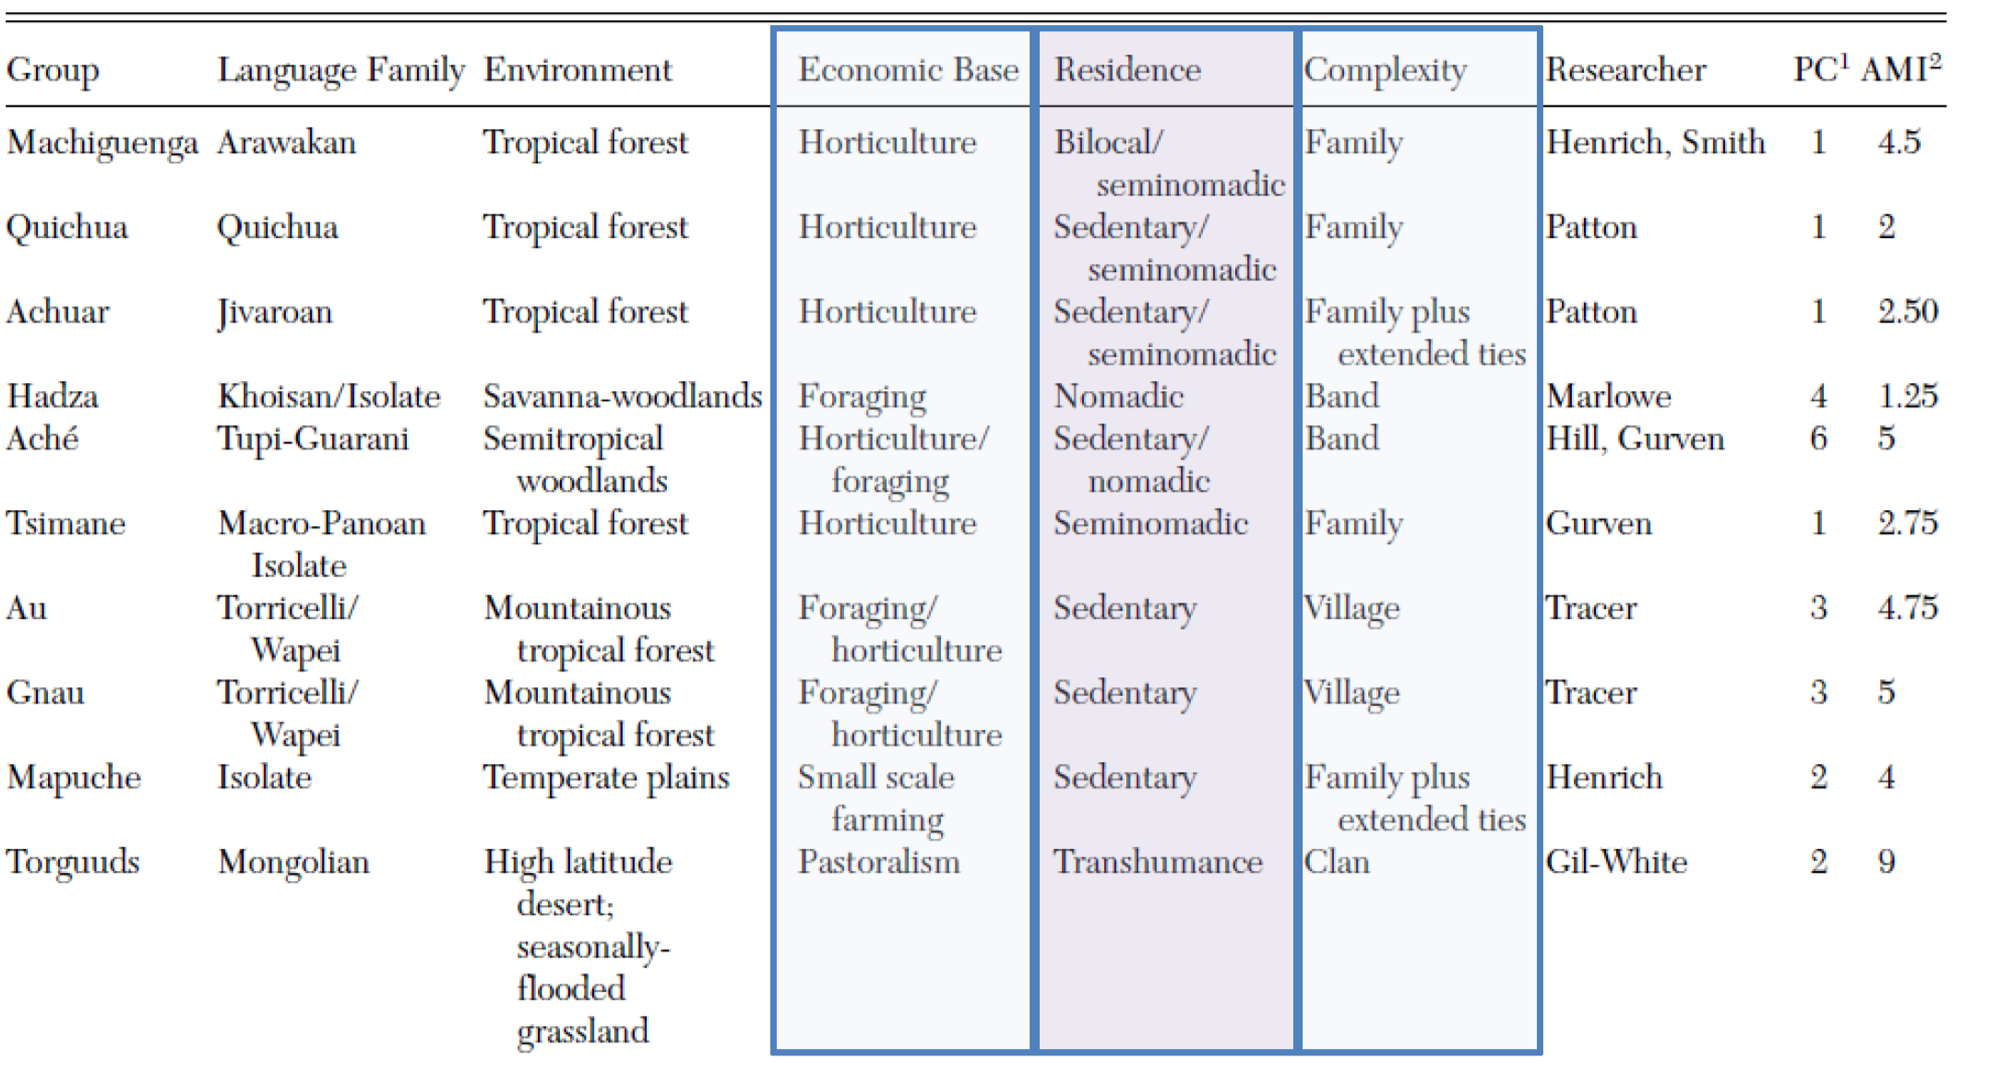 Group Language Family Environment Economic Base Residence Complexity Researcher PC¹ AMI²
Machiguenga Arawakan Tropical forest Horticulture Bilocal/ Family Henrich, Smith 1 4.5
seminomadic
Quichua Quichua Tropical forest Horticulture Sedentary/ Family Patton 1 2
seminomadic
Achuar Jivaroan Tropical forest Horticulture Sedentary/ Family plus Patton 1 2.50
seminomadic extended ties
Hadza Khoisan/Isolate Savanna-woodlands Foraging Nomadic Band Marlowe 4 1.25
Aché Tupi-Guarani Semitropical Horticulture/ Sedentary/ Band Hill, Gurven 6 5
woodlands foraging nomadic
Tsimane Macro-Panoan Tropical forest Horticulture Seminomadic Family Gurven 1 2.75
Isolate
Au Torricelli/ Mountainous Foraging/ Sedentary Village Tracer 3 4.75
Wapei tropical forest horticulture
Gnau Torricelli/ Mountainous Foraging/ Sedentary Village Tracer 3 5
Wapei tropical forest horticulture
Mapuche Isolate Temperate plains Small scale Sedentary Family plus Henrich 2 4
farming extended ties
Torguuds Mongolian High latitude Pastoralism Transhumance Clan Gil-White 2 9
desert;
seasonally-
flooded
grassland